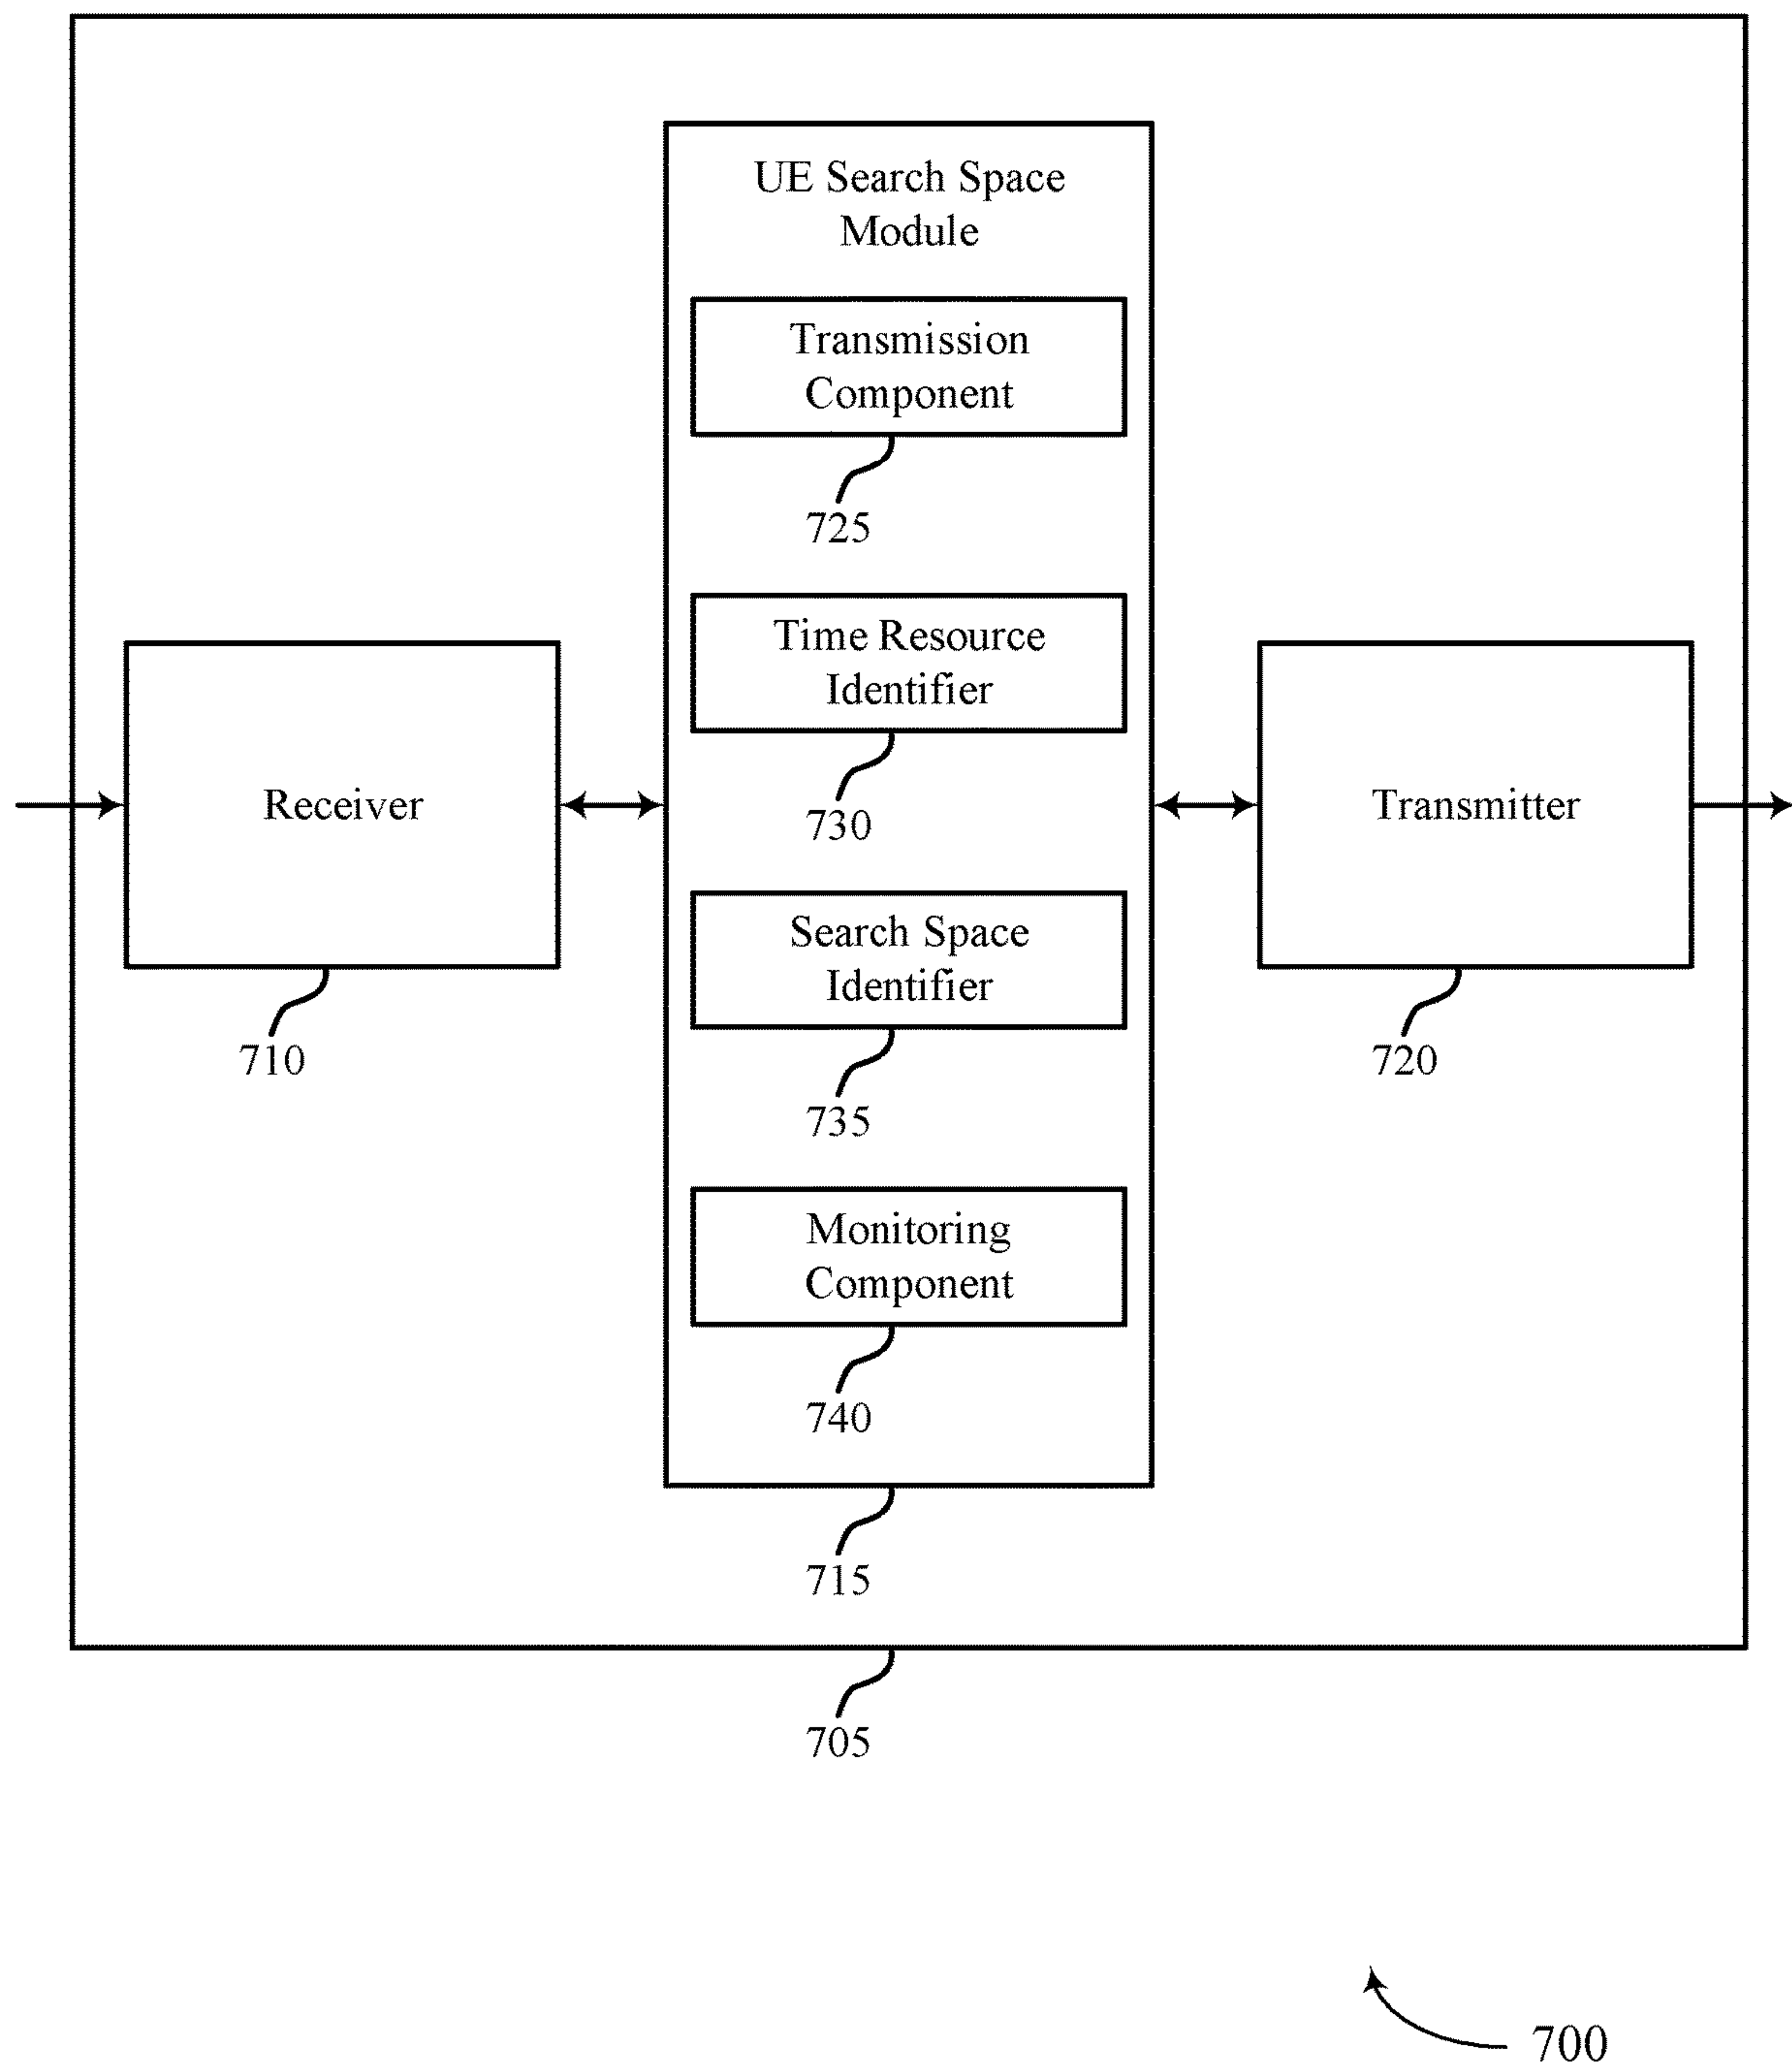 UE Search Space
Module
Transmission
Component
725
Time Resource
Identifier
730
Receiver
710
Transmitter
720
Search Space
Identifier
735
Monitoring
Component
740
715
705
700